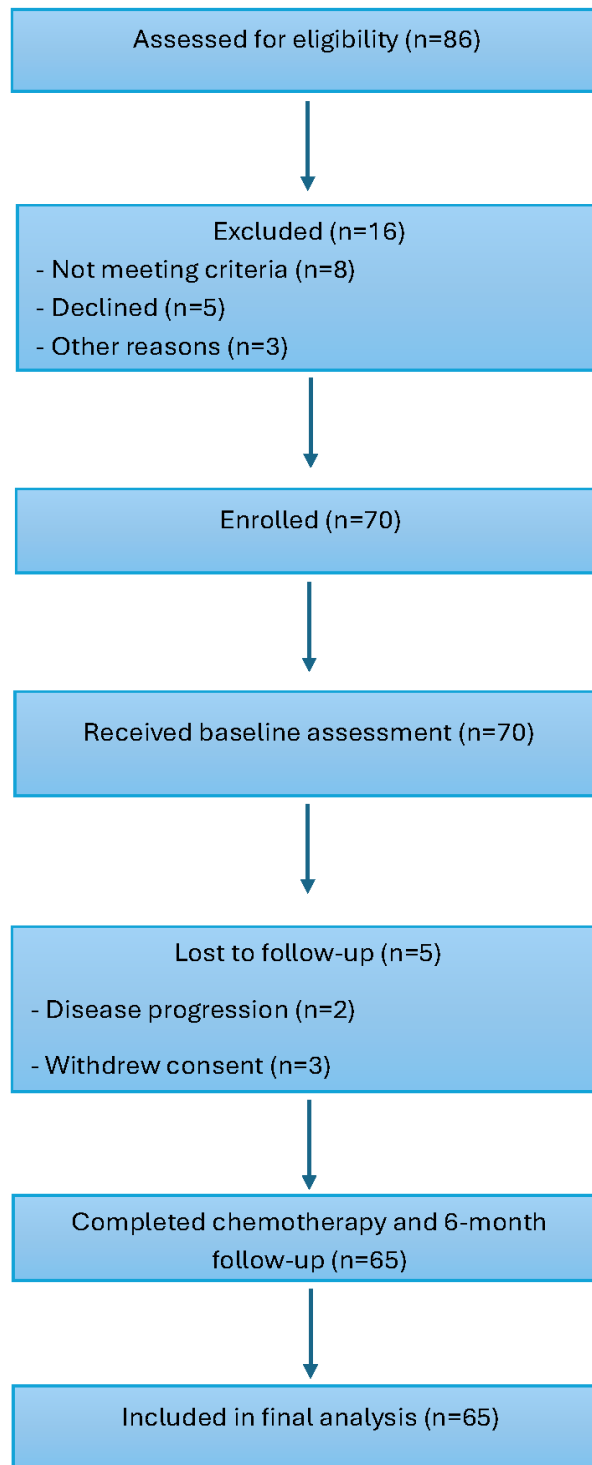 Assessed for eligibility (n=86)
Excluded (n=16)
- Not meeting criteria (n=8)
- Declined (n=5)
- Other reasons (n=3)
Enrolled (n=70)
Received baseline assessment (n=70)
Lost to follow-up (n=5)
- Disease progression (n=2)
- Withdrew consent (n=3)
Completed chemotherapy and 6-month
follow-up (n=65)
Included in final analysis (n=65)